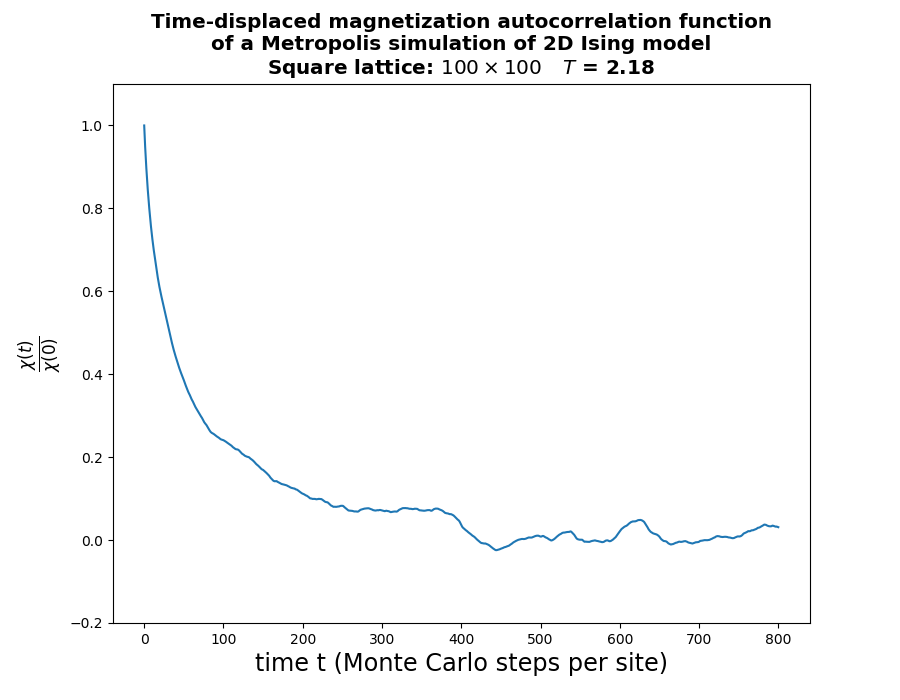 Time-displaced magnetization autocorrelation function
of a Metropolis simulation of 2D Ising model
Square lattice: 100 × 100 T = 2.18
1.0
0.8
0.6
0.4
0.2
0.0
−0.2
χ(t)
χ(0)
0 100 200 300 400 500 600 700 800
time t (Monte Carlo steps per site)